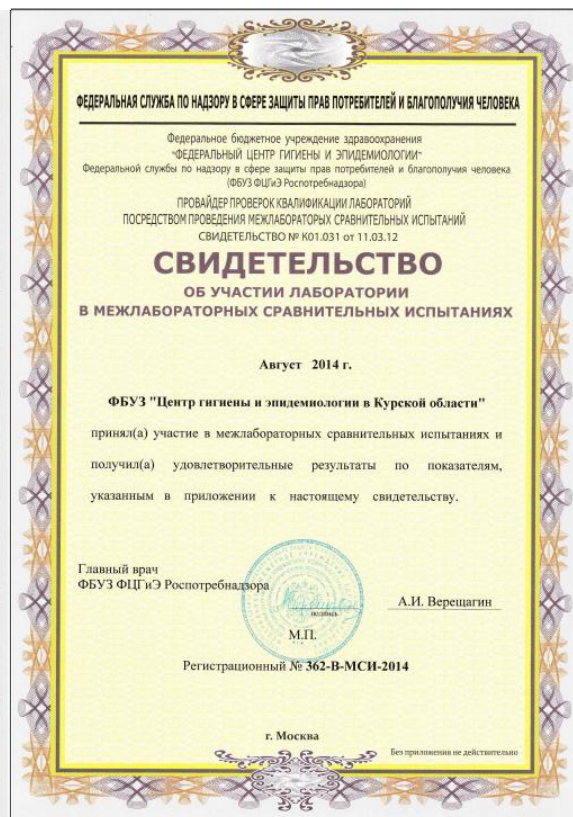 ФЕДЕРАЛЬНАЯ СЛУЖБА ПО НАДЗОРУ В СФЕРЕ ЗАЩИТЫ ПРАВ ПОТРЕБИТЕЛЕЙ И БЛАГОПОЛУЧИЯ ЧЕЛОВЕКА
Федеральное бюджетное учреждение здравоохранения
"ФЕДЕРАЛЬНЫЙ ЦЕНТР ГИГИЕНЫ И ЭПИДЕМИОЛОГИИ"
Федеральной службы по надзору в сфере защиты прав потребителей и благополучия человека
(ФБУЗ ФЦГиЭ Роспотребнадзора)
ПРОВАЙДЕР ПРОВЕРОК КВАЛИФИКАЦИИ ЛАБОРАТОРИЙ
ПОСРЕДСТВОМ ПРОВЕДЕНИЯ МЕЖЛАБОРАТОРЫХ СРАВНИТЕЛЬНЫХ ИСПЫТАНИЙ
СВИДЕТЕЛЬСТВО № К01.031 от 11.03.12
СВИДЕТЕЛЬСТВО
ОБ УЧАСТИИ ЛАБОРАТОРИИ
В МЕЖЛАБОРАТОРНЫХ СРАВНИТЕЛЬНЫХ ИСПЫТАНИЯХ
Август 2014 г.
ФБУЗ "Центр гигиены и эпидемиологии в Курской области"
принял(а) участие в межлабораторных сравнительных испытаниях и
получил(а) удовлетворительные результаты по показателям,
указанным в приложении к настоящему свидетельству.
Главный врач
ФБУЗ ФЦГиЭ Роспотребнадзора
А.И. Верещагин
подпись
М.П.
Регистрационный № 362-В-МСИ-2014
г. Москва
Без приложения не действительно